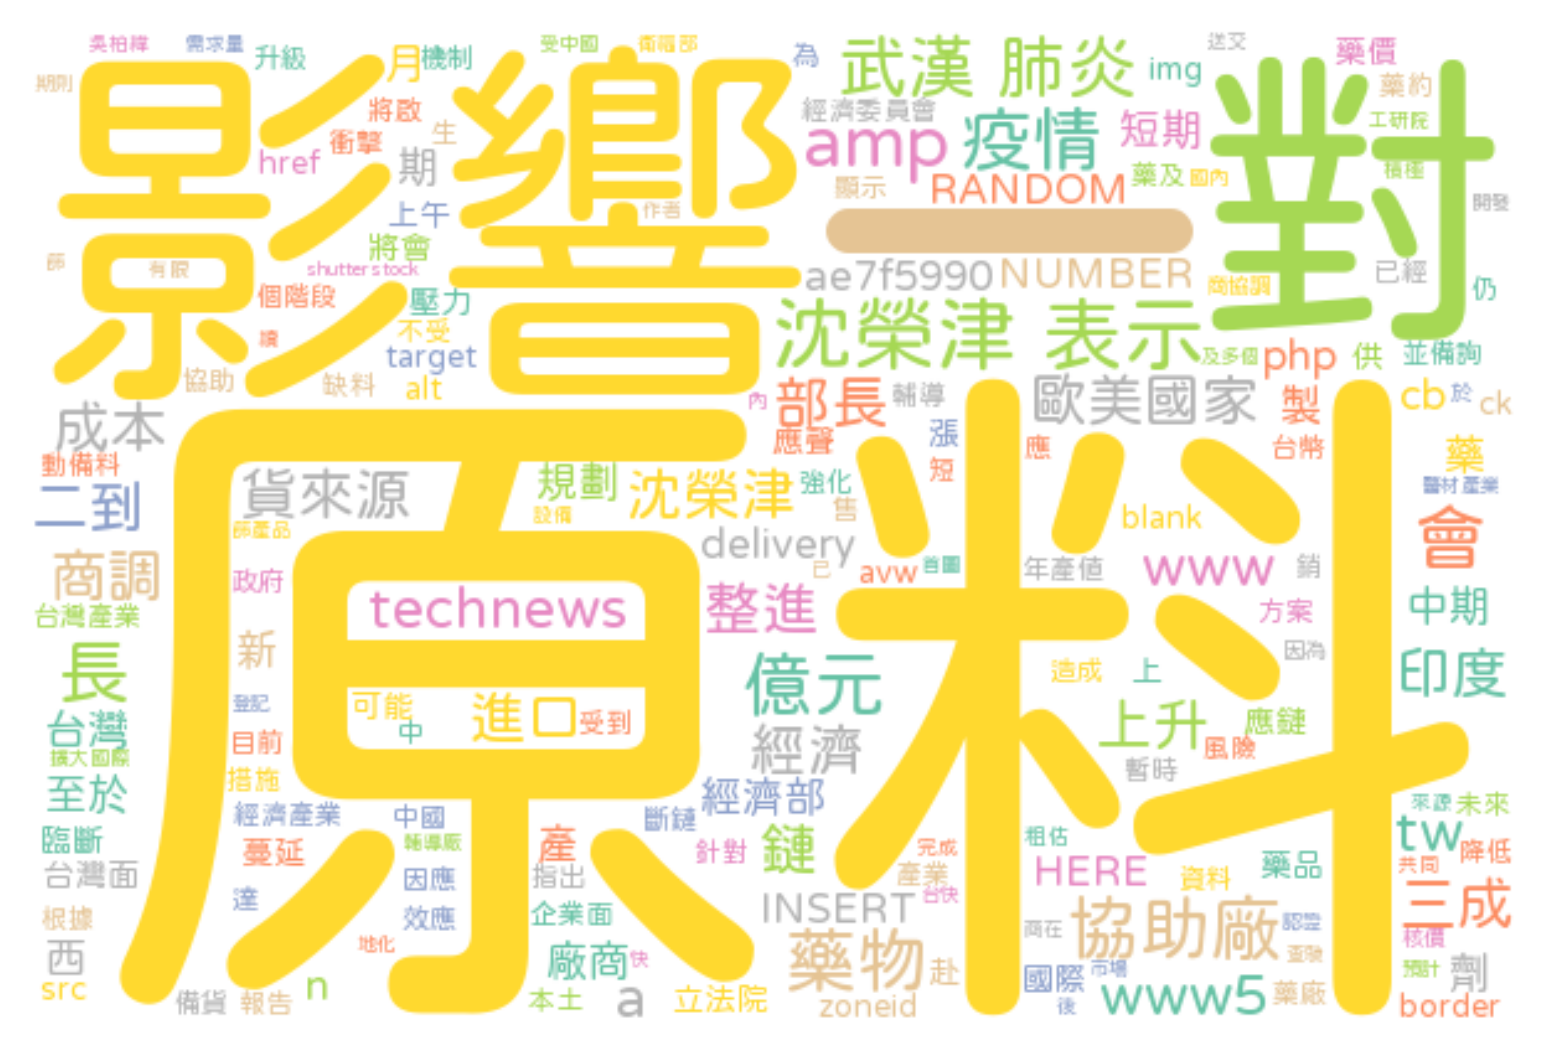 吳柏緯 需求量 受中國 衛福部 送交
期別 升級 月 機制 為 武漢 肺炎 img 藥價 藥約
影響 對
將啟 生 經濟委員會 工研院
衝擊 amp 疫情 短期
href 期 藥及 國內 積極
顯示 RANDOM
上午 作者 開發
將會
篩 有限 shutterstock ae7f5990 NUMBER 已經
個階段 壓力 商協調 仍
不受 沈榮津 表示
target 及多個 php 供 並備詢
協助 缺料 alt
內 部長 輔導 歐美國家 製 cb 於 ck
成本 應聲 漲 應 台幣 藥
原料
動備料 短
貨來源 規劃 沈榮津 強化 醫材產業
二到 設備 售 blank
篩產品 delivery 會
商調 政府 已 avw 首圖 年產值 www 銷
台灣產業 technews 整進 方案 中期
新 因為
長 億元 造成 上 印度
登記 可能 進口 受到 上升 應鏈
台灣 中 目前 經濟 風險
擴大國際 措施 暫時
至於 經濟部 來源 未來
經濟產業 中國 斷鏈 粗估 tw
臨斷 蔓延 輔導廠 產 針對 鏈 完成 降低
台灣面 因應 指出 產業 HERE 資料 藥品 共同
達 台快 三成
根據 效應 企業面 INSERT 商在 協助廠 認證
地化 核價
西 廠商 快 藥物 赴 國際 市場 查驗 預計 劑
src 備貨 報告 n 本土 a 立法院 zoneid 後 www5 藥廠 border